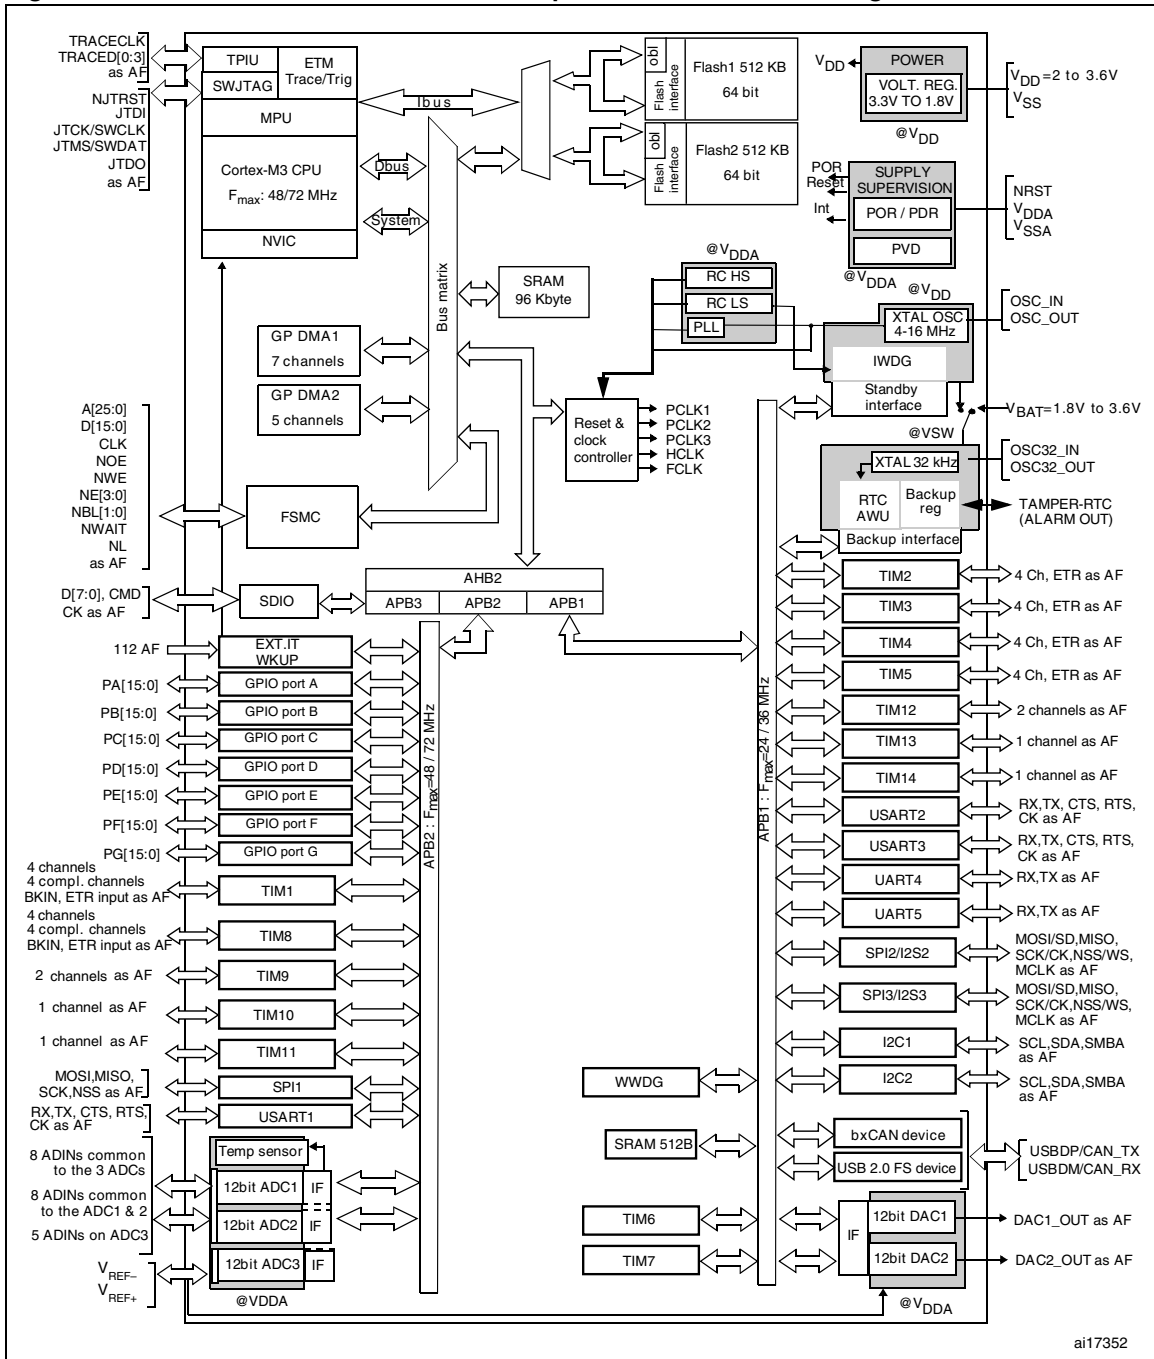 TRACECLK
TRACED[0:3]
as AF
NJTRST
JTDI
JTCK/SWCLK
JTMS/SWDAT
JTDO
as AF
TPIU
ETM
Trace/Trig
SWJTAG
MPU
Cortex-M3 CPU
Fmax: 48/72 MHz
NVIC
Ibus
Dbus
System
Bus matrix
obl
Flash
interface
Flash1 512 KB
64 bit
obl
Flash
interface
Flash2 512 KB
64 bit
VDD
POWER
VOLT. REG.
3.3V TO 1.8V
@VDD
VDD=2 to 3.6V
VSS
POR
Reset
Int
SUPPLY
SUPERVISION
POR / PDR
PVD
@VDDA
NRST
VDDA
VSSA
SRAM
96 Kbyte
@VDDA
RC HS
RC LS
PLL
@VDD
XTAL OSC
4-16 MHz
IWDG
Standby
interface
OSC_IN
OSC_OUT
VBAT=1.8V to 3.6V
@VSW
GP DMA1
7 channels
GP DMA2
5 channels
Reset &
clock
controller
PCLK1
PCLK2
PCLK3
HCLK
FCLK
XTAL 32 kHz
RTC
AWU
Backup
reg
Backup interface
OSC32_IN
OSC32_OUT
TAMPER-RTC
(ALARM OUT)
A[25:0]
D[15:0]
CLK
NOE
NWE
NE[3:0]
NBL[1:0]
NWAIT
NL
as AF
FSMC
D[7:0], CMD
CK as AF
SDIO
AHB2
APB3
APB2
APB1
112 AF
EXT.IT
WKUP
PA[15:0]
GPIO port A
PB[15:0]
GPIO port B
PC[15:0]
GPIO port C
PD[15:0]
GPIO port D
PE[15:0]
GPIO port E
PF[15:0]
GPIO port F
PG[15:0]
GPIO port G
4 channels
4 compl. channels
BKIN, ETR input as AF
TIM1
4 channels
4 compl. channels
BKIN, ETR input as AF
TIM8
2 channels as AF
TIM9
1 channel as AF
TIM10
1 channel as AF
TIM11
MOSI,MISO,
SCK,NSS as AF
SPI1
RX,TX, CTS, RTS,
CK as AF
USART1
Temp sensor
8 ADINs common
to the 3 ADCs
8 ADINs common
to the ADC1 & 2
5 ADINs on ADC3
12bit ADC1
IF
12bit ADC2
IF
12bit ADC3
IF
VREF–
VREF+
@VDDA
APB2 : Fmax=48 / 72 MHz
APB1 : Fmax=24 / 36 MHz
TIM2
4 Ch, ETR as AF
TIM3
4 Ch, ETR as AF
TIM4
4 Ch, ETR as AF
TIM5
4 Ch, ETR as AF
TIM12
2 channels as AF
TIM13
1 channel as AF
TIM14
1 channel as AF
USART2
RX,TX, CTS, RTS,
CK as AF
USART3
RX,TX, CTS, RTS,
CK as AF
UART4
RX,TX as AF
UART5
RX,TX as AF
SPI2/I2S2
MOSI/SD,MISO,
SCK/CK,NSS/WS,
MCLK as AF
SPI3/I2S3
MOSI/SD,MISO,
SCK/CK,NSS/WS,
MCLK as AF
I2C1
SCL,SDA,SMBA
as AF
I2C2
SCL,SDA,SMBA
as AF
WWDG
SRAM 512B
bxCAN device
USB 2.0 FS device
USBDP/CAN_TX
USBDM/CAN_RX
TIM6
TIM7
IF
12bit DAC1
12bit DAC2
DAC1_OUT as AF
DAC2_OUT as AF
@VDDA
ai17352